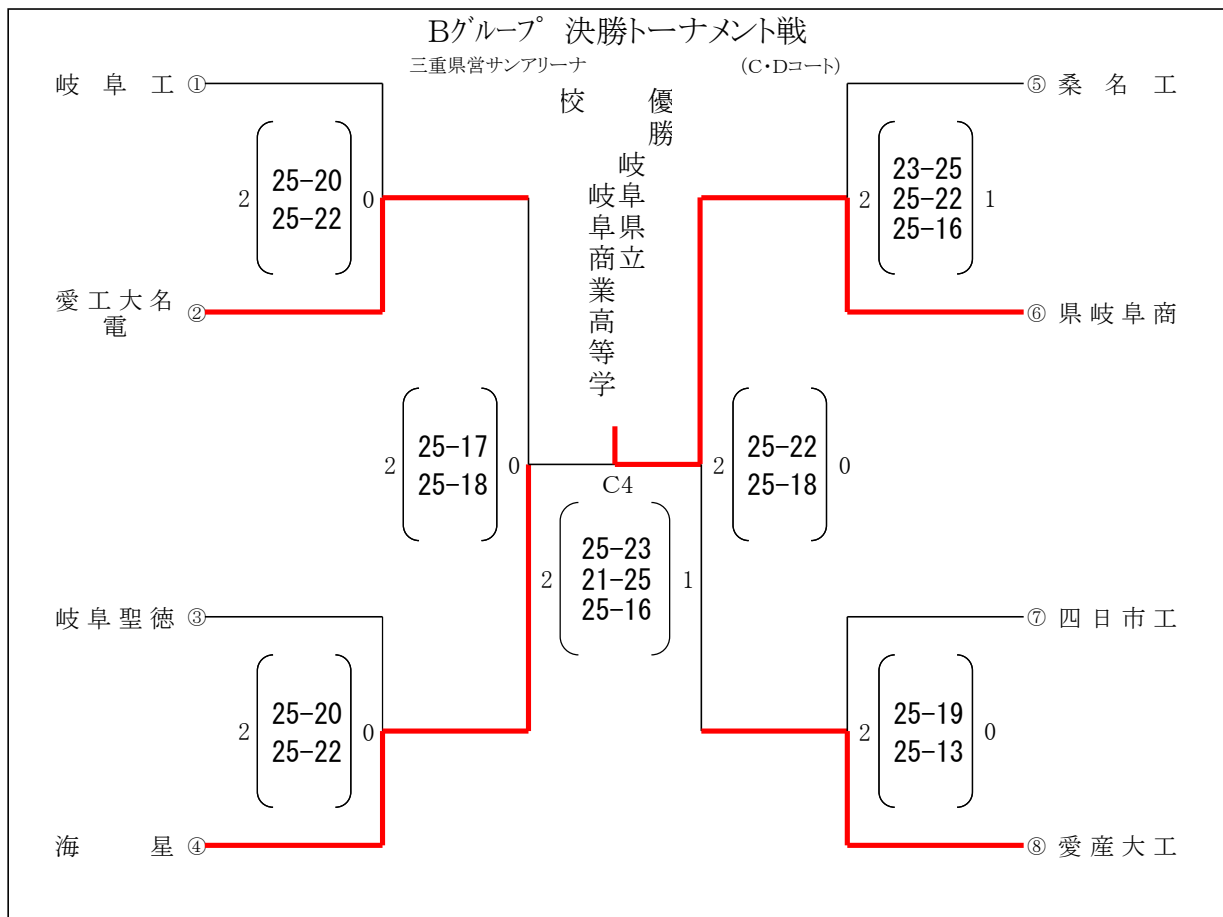 Bグループ 決勝トーナメント戦
三重県営サンアリーナ (C・Dコート)
優勝 校
岐阜県立
岐阜商業高等学
岐阜工 ①
⑤ 桑名工
2 25-20 0
25-22
2 23-25 1
25-22
25-16
愛工大名電 ②
⑥ 県岐阜商
2 25-17 0
25-18
2 25-22 0
25-18
C4
2 25-23 1
21-25
25-16
岐阜聖徳 ③
⑦ 四日市工
2 25-20 0
25-22
2 25-19 0
25-13
海星 ④
⑧ 愛産大工